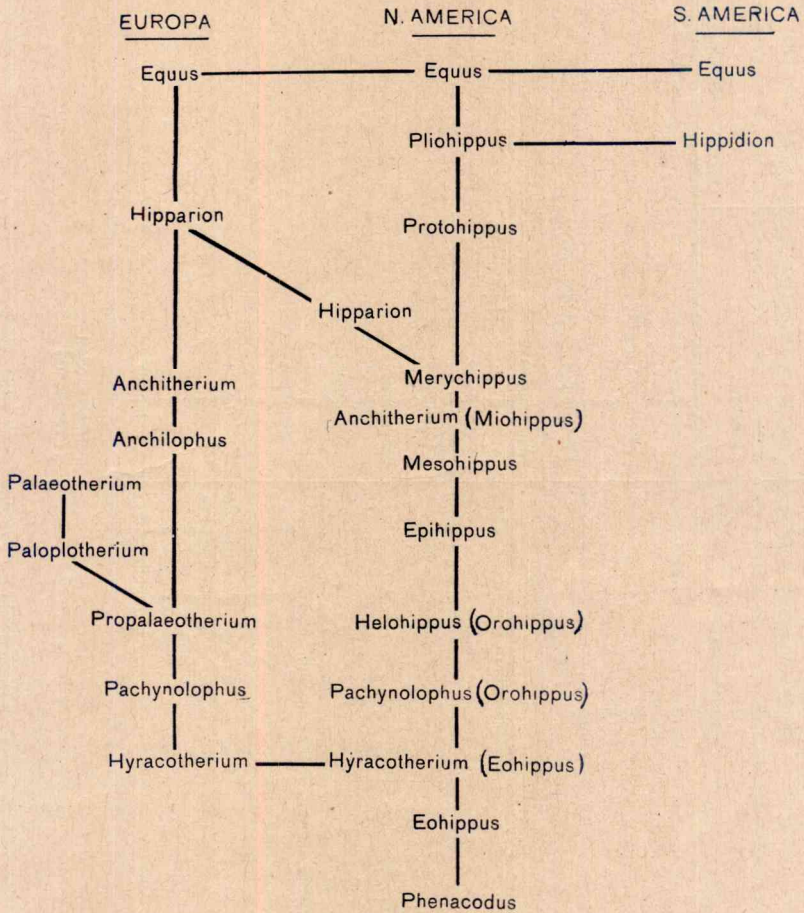 EUROPA N. AMERICA S. AMERICA
Equus Equus Equus
Pliohippus Hippidion
Hipparion
Protohippus
Hipparion
Merychippus
Anchitherium
Anchitherium (Miohippus)
Anchilophus
Mesohippus
Palaeotherium
Epihippus
Paloplotherium
Propalaeotherium Helohippus (Orohippus)
Pachynolophus Pachynolophus (Orohippus)
Hyracotherium Hyracotherium (Eohippus)
Eohippus
Phenacodus